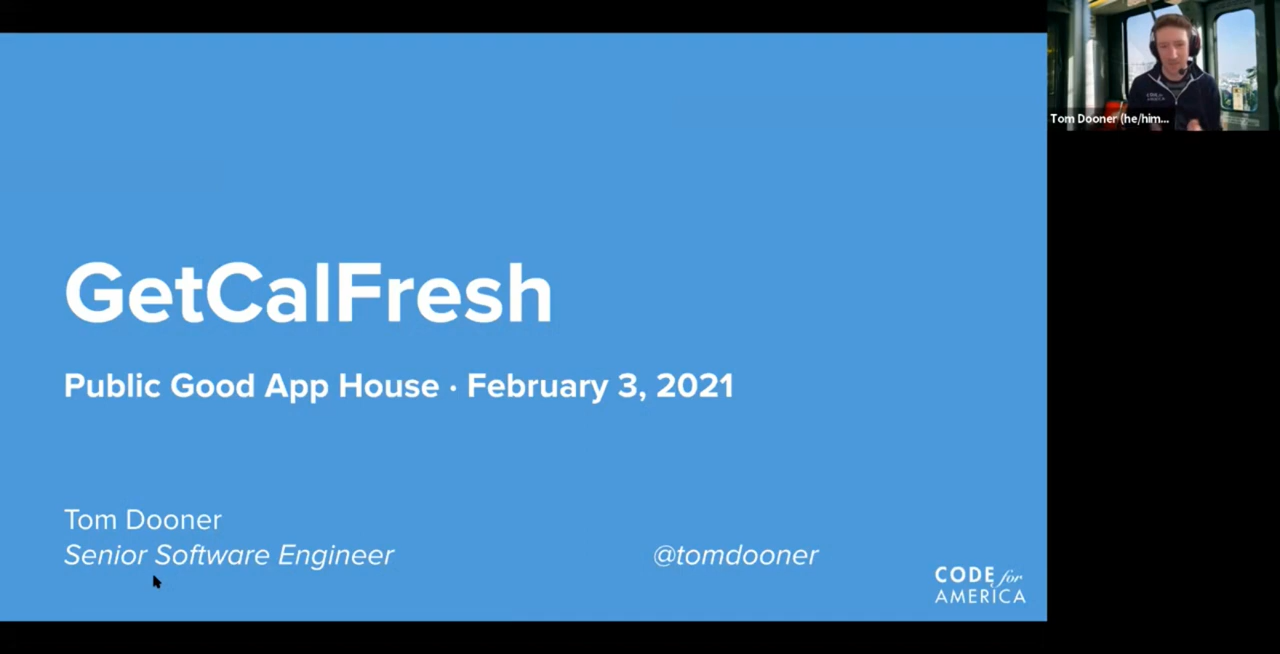 GetCalFresh
Public Good App House · February 3, 2021
Tom Dooner
Senior Software Engineer
@tomdooner
CODE for
AMERICA
Tom Dooner (he/him...